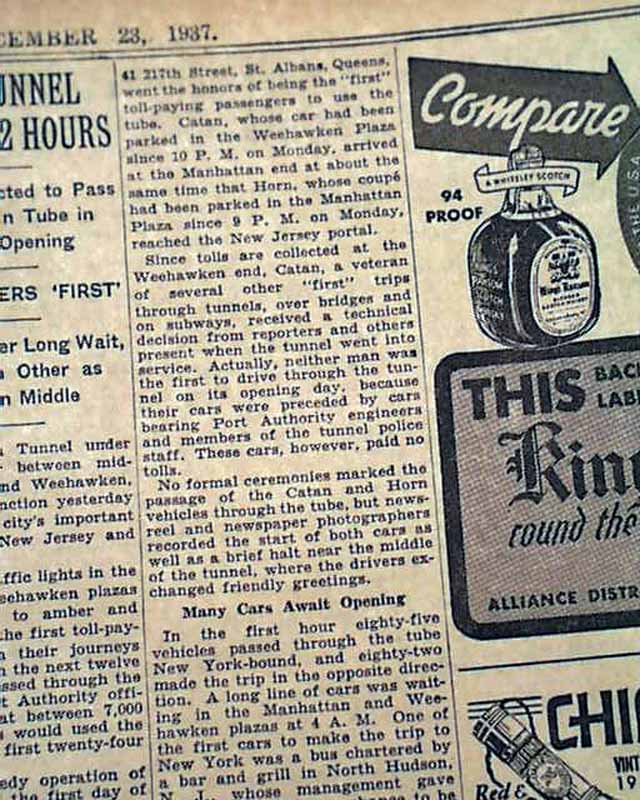 CEMBER 23, 1937.
UNNEL
2 HOURS
cted to Pass
n Tube in
Opening
ERS 'FIRST'
er Long Wait,
Other as
n Middle
Tunnel under
between mid-
nd Weehawken,
nction yesterday
city's important
New Jersey and
ffic lights in the
eehawken plazas
to amber and
he first toll-pay-
their journeys
the next twelve
ssed through the
t Authority offi-
at between 7,000
would used the
first twenty-four
edy operation of
the first day of
41 217th Street, St. Albans, Queens,
went the honors of being the "first"
toll-paying passengers to use the
tube. Catan, whose car had been
parked in the Weehawken Plaza
since 10 P. M. on Monday, arrived
at the Manhattan end at about the
same time that Horn, whose coupé
had been parked in the Manhattan
Plaza since 9 P. M. on Monday,
reached the New Jersey portal.
Since tolls are collected at the
Weehawken end, Catan, a veteran
of several other "first" trips
through tunnels, over bridges and
on subways, received a technical
decision from reporters and others
present when the tunnel went into
service. Actually, neither man was
the first to drive through the tun-
nel on its opening day, because
their cars were preceded by cars
bearing Port Authority engineers
and members of the tunnel police
staff. These cars, however, paid no
tolls.
No formal ceremonies marked the
passage of the Catan and Horn
vehicles through the tube, but news-
reel and newspaper photographers
recorded the start of both cars as
well as a brief halt near the middle
of the tunnel, where the drivers ex-
changed friendly greetings.
Many Cars Await Opening
In the first hour eighty-five
vehicles passed through the tube
New York-bound, and eighty-two
made the trip in the opposite direc-
tion. A long line of cars was wait-
ing in the Manhattan and Wee-
hawken plazas at 4 A. M. One of
the first cars to make the trip to
New York was a bus chartered by
a bar and grill in North Hudson,
N. J., whose management gave
to be
Compare
A WHITELEY SCOTCH
94
PROOF
THIS
BACK
LABE
King
round the
ALLIANCE DISTR
CHI
VINT
19
Red &